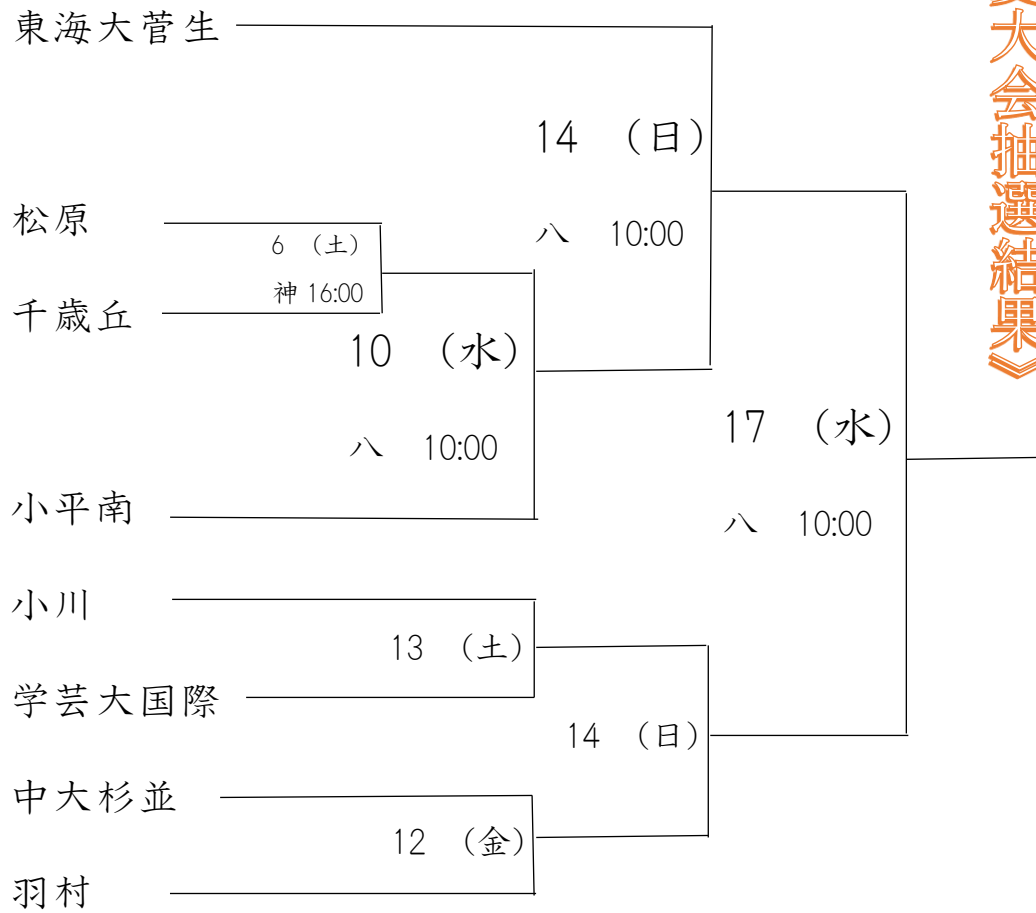 東海大菅生
14 (日)
八 10:00
松原
6 (土)
神 16:00
千歳丘
10 (水)
八 10:00
小平南
17 (水)
八 10:00
小川
13 (土)
学芸大国際
14 (日)
中大杉並
12 (金)
羽村
大会抽選結果》